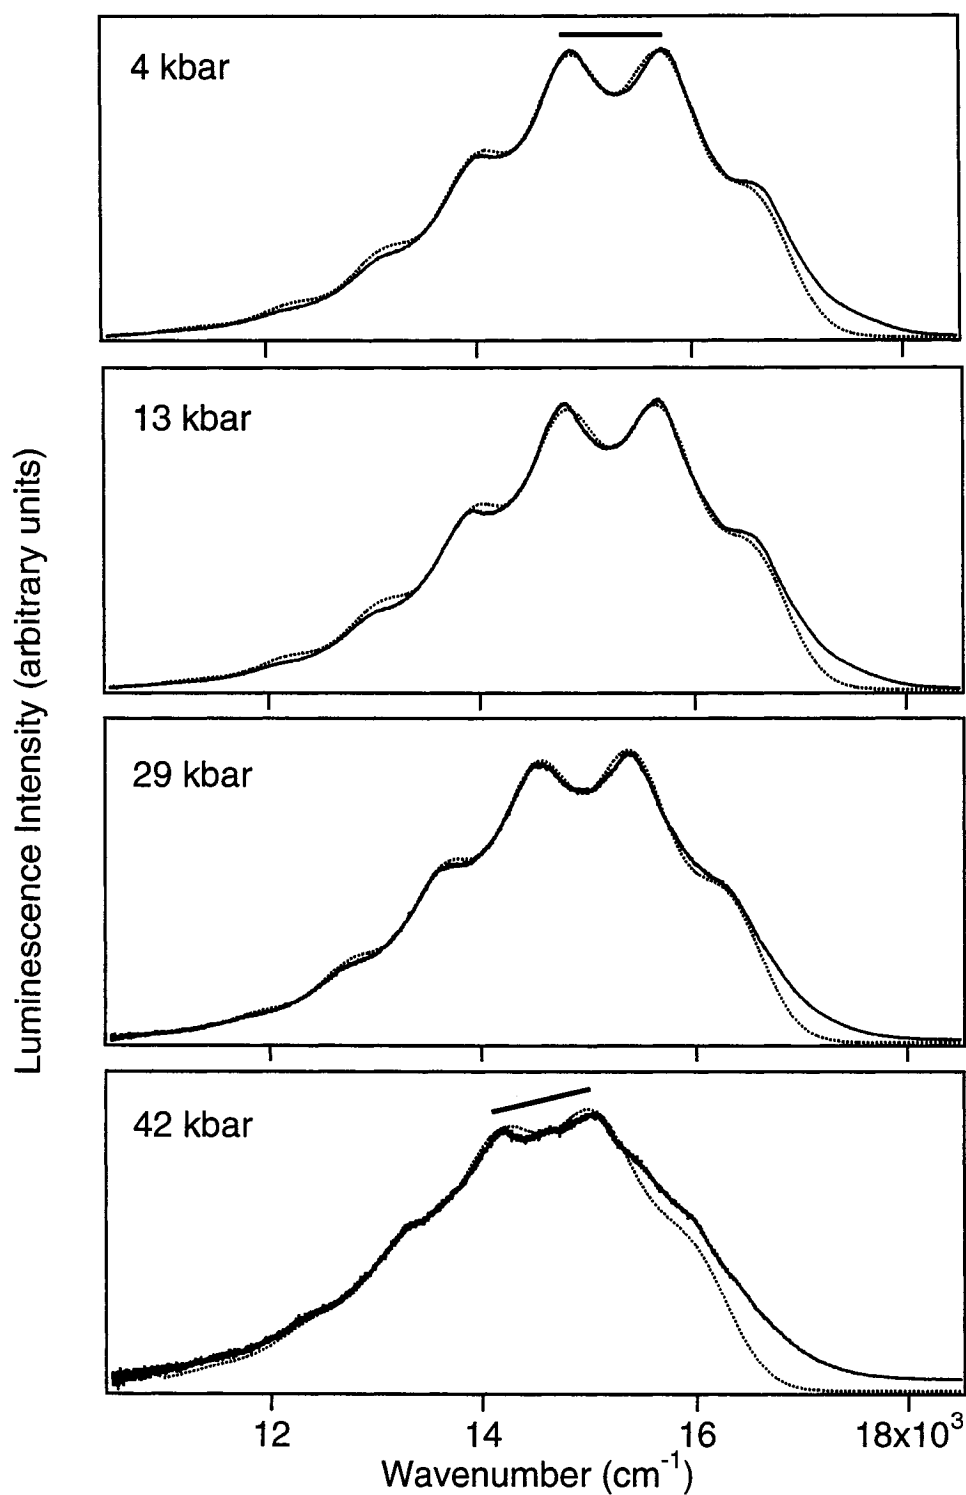 4 kbar
13 kbar
29 kbar
42 kbar
Luminescence Intensity (arbitrary units)
12 14 16 18x10³
Wavenumber (cm⁻¹)